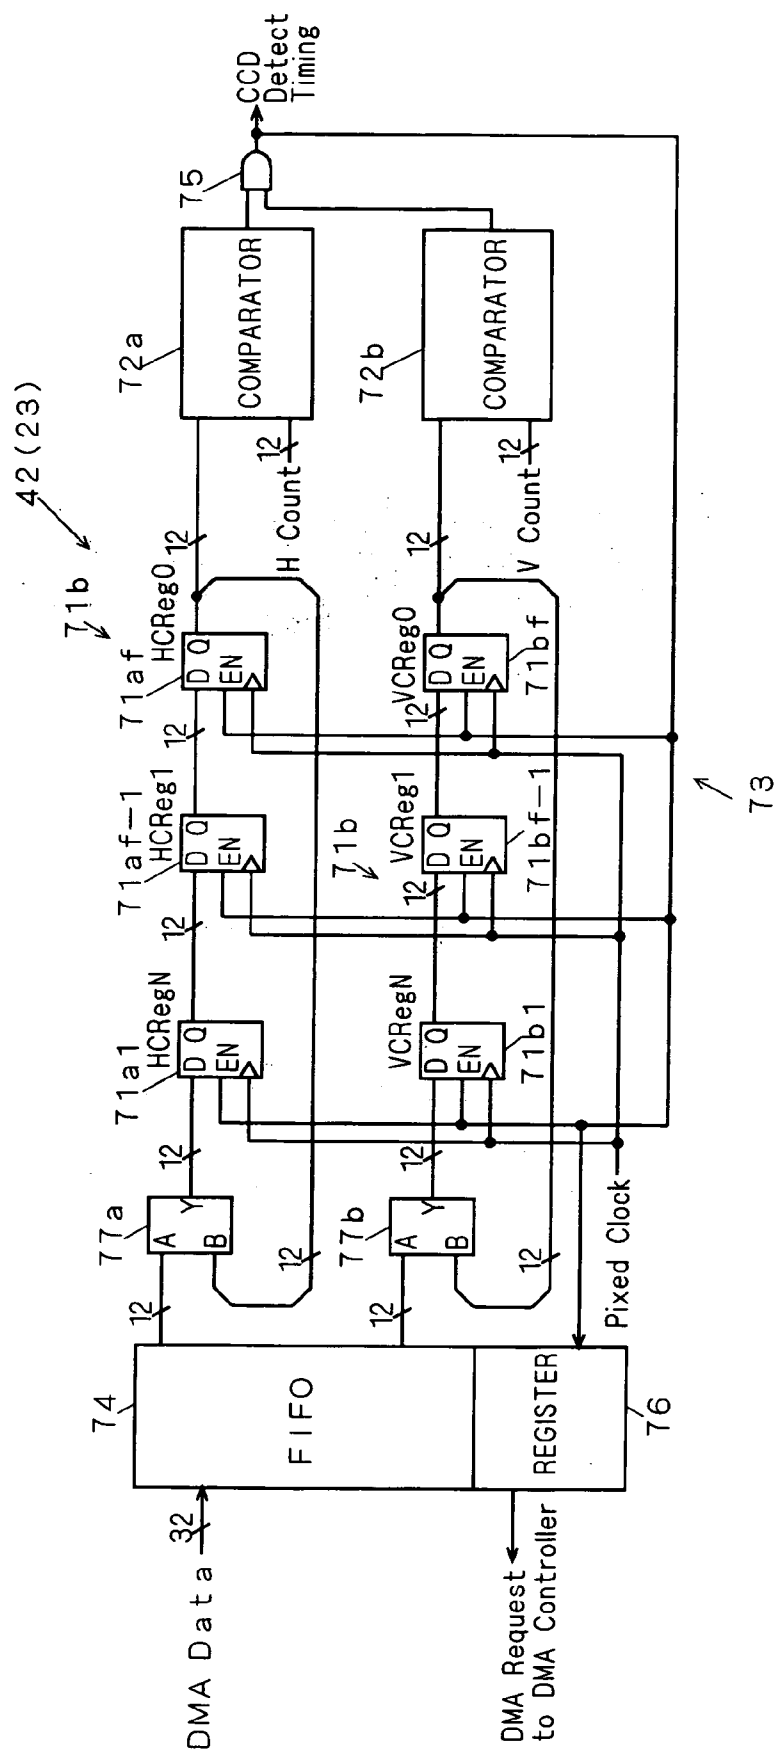 42(23)
CCD
Detect
Timing
75
72a
COMPARATOR
12
H Count
12
71b
71af
HCReg0
D Q
EN
12
71af-1
HCReg1
D Q
EN
12
71a1
HCRegN
D Q
EN
12
77a
A
Y
B
12
12
72b
COMPARATOR
12
V Count
12
VCReg0
D Q
EN
71bf
12
71b
VCReg1
D Q
EN
71bf-1
12
VCRegN
D Q
EN
71b1
12
77b
A
Y
B
12
12
Pixed Clock
73
74
FIFO
REGISTER
76
DMA Data
32
DMA Request
to DMA Controller